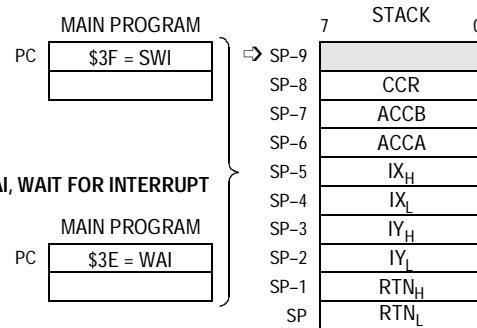 MAIN PROGRAM
PC $3F = SWI
AI, WAIT FOR INTERRUPT
MAIN PROGRAM
PC $3E = WAI
STACK
7 0
SP–9
SP–8 CCR
SP–7 ACCB
SP–6 ACCA
SP–5 IXH
SP–4 IXL
SP–3 IYH
SP–2 IYL
SP–1 RTNH
SP RTNL